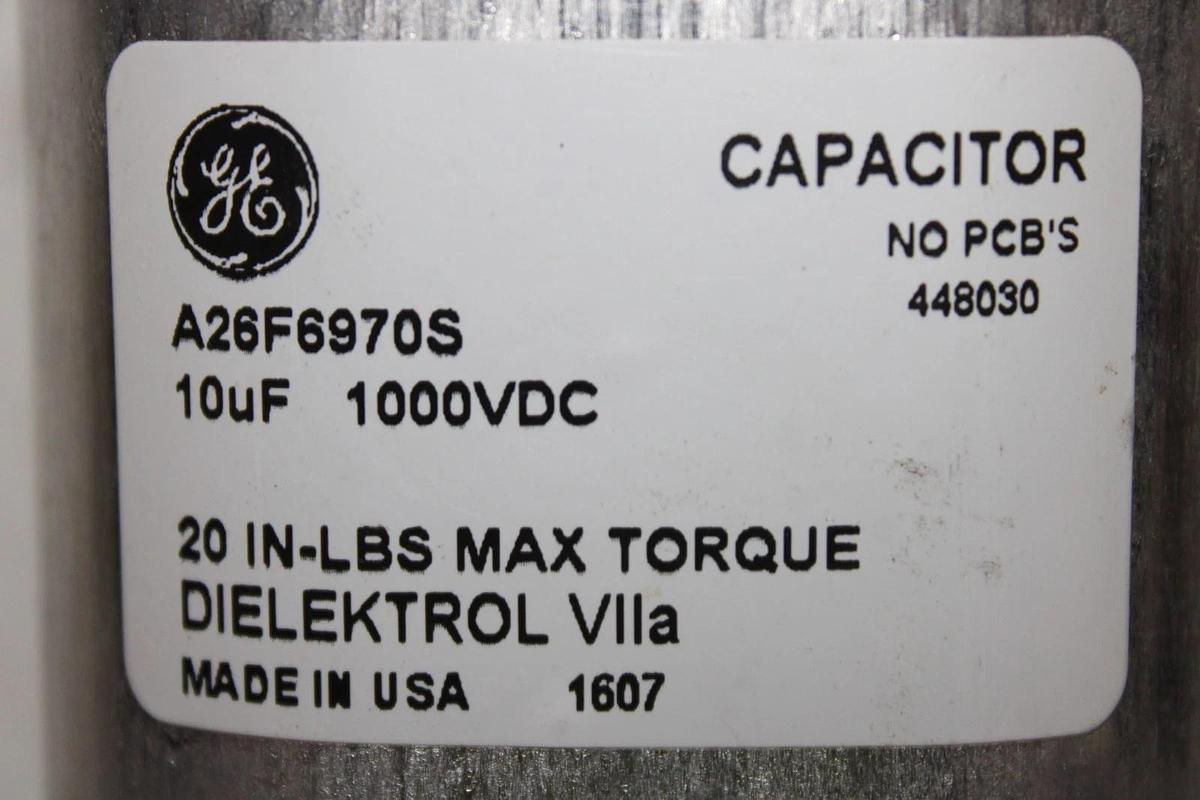 GE
CAPACITOR
NO PCB'S
448030
A26F6970S
10uF 1000VDC
20 IN-LBS MAX TORQUE
DIELEKTROL VIIa
MADE IN USA 1607